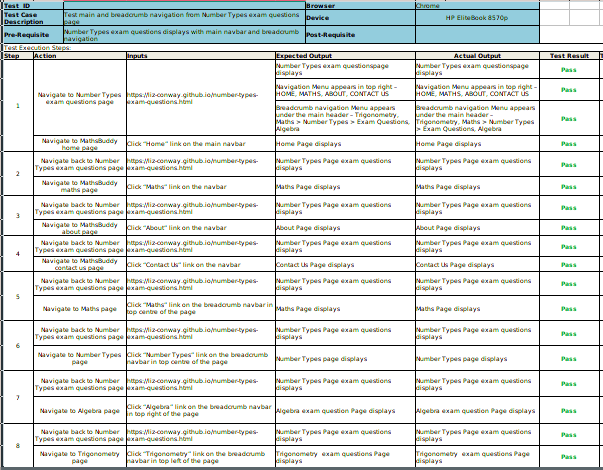 Test ID
Browser
Chrome
Test Case Description
Test main and breadcrumb navigation from Number Types exam questions page
Device
HP EliteBook 8570p
Pre-Requisite
Number Types exam questions displays with main navbar and breadcrumb navigation
Post-Requisite
Test Execution Steps:
Step Action Inputs Expected Output Actual Output Test Result
1
Navigate to Number Types exam questions page
https://liz-conway.github.io/number-types-exam-questions.html
Number Types exam questionspage displays
Number Types exam questionspage displays
Pass
Navigation Menu appears in top right – HOME, MATHS, ABOUT, CONTACT US
Navigation Menu appears in top right – HOME, MATHS, ABOUT, CONTACT US
Pass
Breadcrumb navigation Menu appears under the main header – Trigonometry, Maths > Number Types > Exam Questions, Algebra
Breadcrumb navigation Menu appears under the main header – Trigonometry, Maths > Number Types > Exam Questions, Algebra
Pass
Navigate to MathsBuddy home page
Click "Home" link on the main navbar
Home Page displays
Home Page displays
Pass
2
Navigate back to Number Types exam questions page
https://liz-conway.github.io/number-types-exam-questions.html
Number Types Page exam questions displays
Number Types Page exam questions displays
Pass
Navigate to MathsBuddy maths page
Click "Maths" link on the navbar
Maths Page displays
Maths Page displays
Pass
3
Navigate back to Number Types exam questions page
https://liz-conway.github.io/number-types-exam-questions.html
Number Types Page exam questions displays
Number Types Page exam questions displays
Pass
Navigate to MathsBuddy about page
Click "About" link on the navbar
About Page displays
About Page displays
Pass
4
Navigate back to Number Types exam questions page
https://liz-conway.github.io/number-types-exam-questions.html
Number Types Page exam questions displays
Number Types Page exam questions displays
Pass
Navigate to MathsBuddy contact us page
Click "Contact Us" link on the navbar
Contact Us Page displays
Contact Us Page displays
Pass
5
Navigate back to Number Types exam questions page
https://liz-conway.github.io/number-types-exam-questions.html
Number Types Page exam questions displays
Number Types Page exam questions displays
Pass
Navigate to Maths page
Click "Maths" link on the breadcrumb navbar in top centre of the page
Maths Page displays
Maths Page displays
Pass
6
Navigate back to Number Types exam questions page
https://liz-conway.github.io/number-types-exam-questions.html
Number Types Page exam questions displays
Number Types Page exam questions displays
Pass
Navigate to Number Types page
Click "Number Types" link on the breadcrumb navbar in top centre of the page
Number Types page displays
Number Types page displays
Pass
7
Navigate back to Number Types exam questions page
https://liz-conway.github.io/number-types-exam-questions.html
Number Types Page exam questions displays
Number Types Page exam questions displays
Pass
Navigate to Algebra page
Click "Algebra" link on the breadcrumb navbar in top right of the page
Algebra exam question Page displays
Algebra exam question Page displays
Pass
8
Navigate back to Number Types exam questions page
https://liz-conway.github.io/number-types-exam-questions.html
Number Types Page exam questions displays
Number Types Page exam questions displays
Pass
Navigate to Trigonometry page
Click "Trigonometry" link on the breadcrumb navbar in top left of the page
Trigonometry exam questions Page displays
Trigonometry exam questions Page displays
Pass